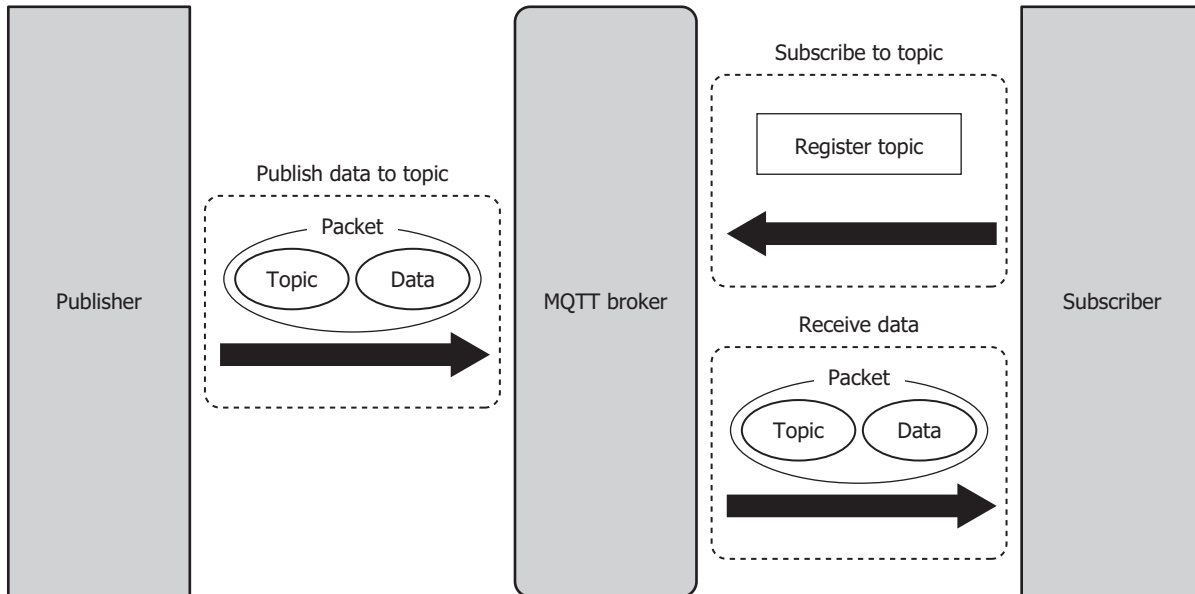 Publisher
Publish data to topic
Packet
Topic
Data
MQTT broker
Subscribe to topic
Register topic
Receive data
Packet
Topic
Data
Subscriber